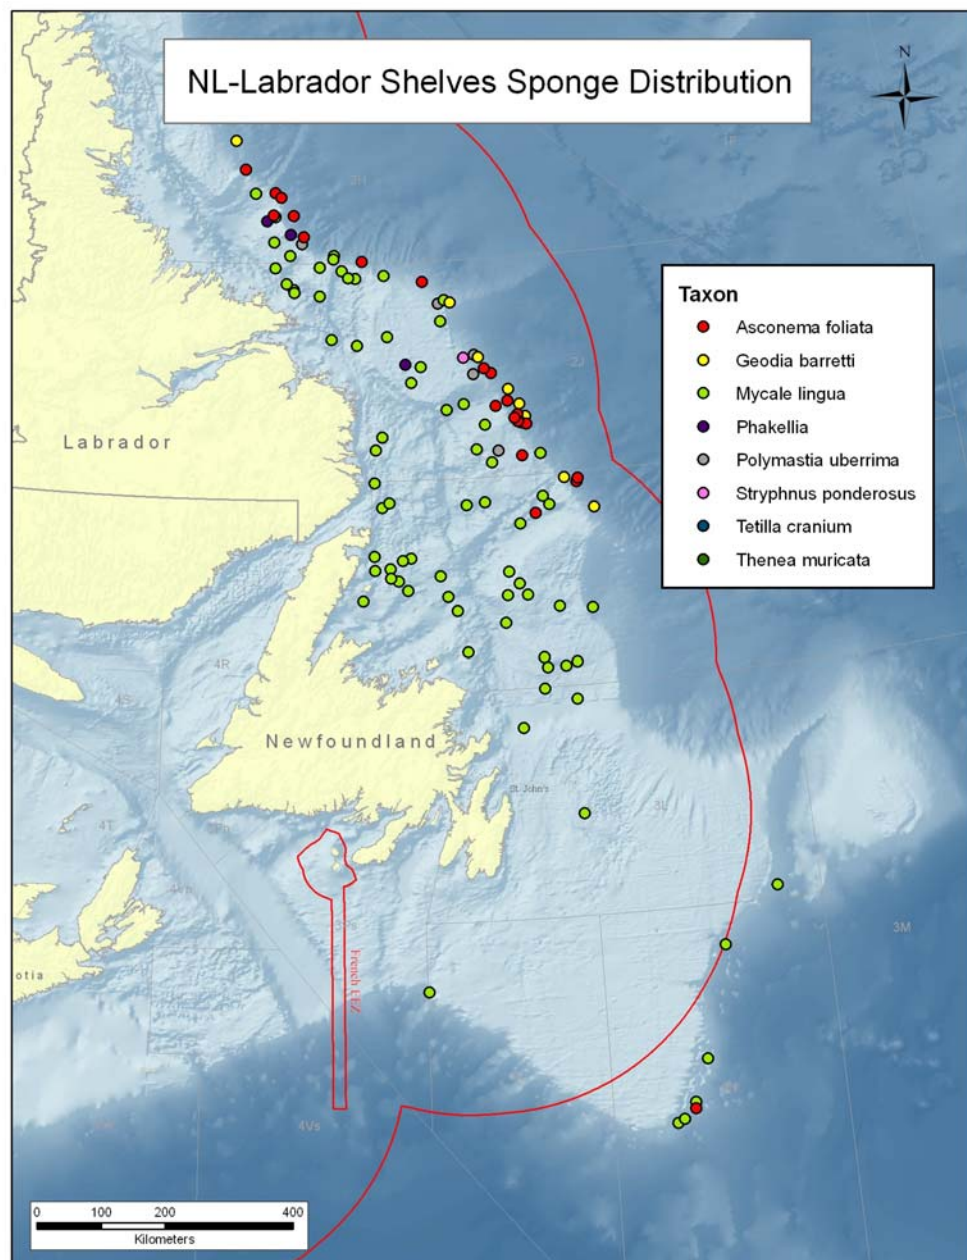 NL-Labrador Shelves Sponge Distribution
N
2H
Taxon
Asconema foliata
Geodia barretti
Mycale lingua
Phakellia
Polymastia uberrima
Stryphnus ponderosus
Tetilla cranium
Thenea muricata
2J
Labrador
4R
4S
Newfoundland
St. John's
3L
4T
3M
otia
French EEZ
4Vs
0 100 200 400
Kilometers